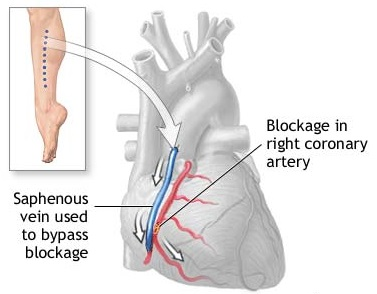 Blockage in
right coronary
artery
Saphenous
vein used
to bypass
blockage